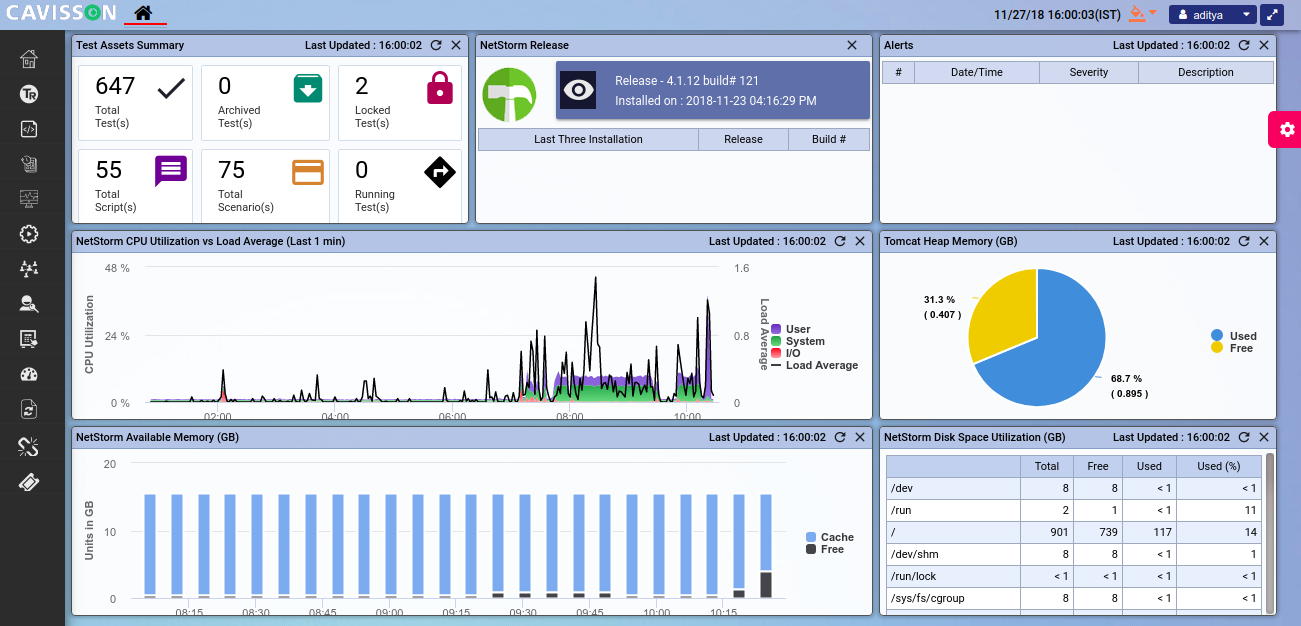 CAVISSON
11/27/18 16:00:03(IST)
aditya
Test Assets Summary
Last Updated : 16:00:02
647
Total
Test(s)
0
Archived
Test(s)
2
Locked
Test(s)
55
Total
Script(s)
75
Total
Scenario(s)
0
Running
Test(s)
NetStorm Release
Release - 4.1.12 build# 121
Installed on : 2018-11-23 04:16:29 PM
Last Three Installation Release Build #
Alerts
Last Updated : 16:00:02
# Date/Time Severity Description
TR
NetStorm CPU Utilization vs Load Average (Last 1 min)
Last Updated : 16:00:02
CPU Utilization
48 %
24 %
0 %
1.6
0.8
0
Load Average
02:00 04:00 06:00 08:00 10:00
User
System
I/O
Load Average
Tomcat Heap Memory (GB)
Last Updated : 16:00:02
31.3 %
( 0.407 )
68.7 %
( 0.895 )
Used
Free
NetStorm Available Memory (GB)
Last Updated : 16:00:02
Units in GB
20
10
0
08:15 08:30 08:45 09:00 09:15 09:30 09:45 10:00 10:15
Cache
Free
NetStorm Disk Space Utilization (GB)
Last Updated : 16:00:02
Total Free Used Used (%)
/dev 8 8 < 1 < 1
/run 2 1 < 1 11
/ 901 739 117 14
/dev/shm 8 8 < 1 1
/run/lock < 1 < 1 < 1 < 1
/sys/fs/cgroup 8 8 < 1 < 1